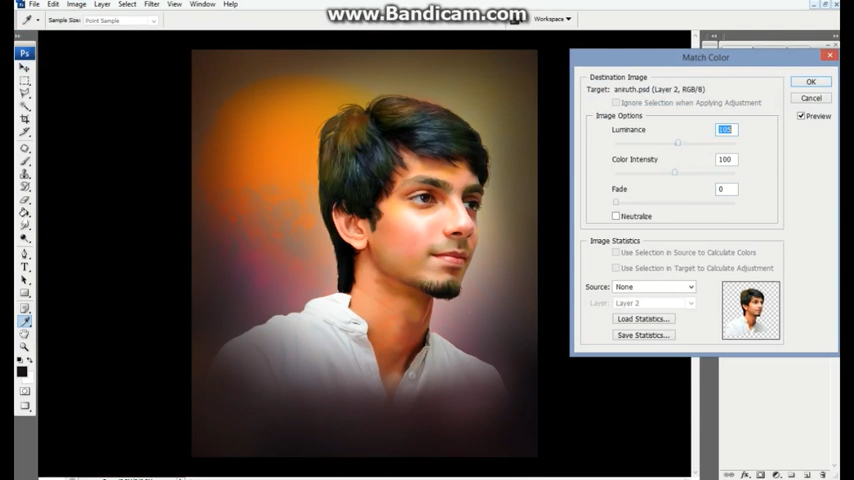 www.Bandicam.com
File Edit Image Layer Select Filter View Window Help
Sample Size: Point Sample
Workspace
Ps
Match Color
Destination Image
Target: aniruth.psd (Layer 2, RGB/8)
Ignore Selection when Applying Adjustment
Image Options
Luminance 105
Color Intensity 100
Fade 0
Neutralize
OK
Cancel
Preview
Image Statistics
Use Selection in Source to Calculate Colors
Use Selection in Target to Calculate Adjustment
Source: None
Layer: Layer 2
Load Statistics...
Save Statistics...